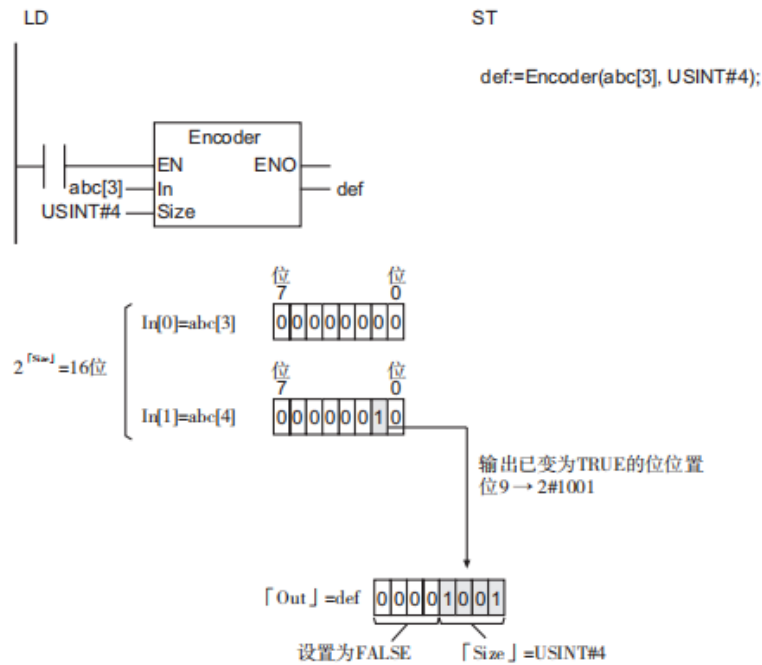 LD
ST
def:=Encoder(abc[3], USINT#4);
Encoder
EN
ENO
abc[3]
In
def
USINT#4
Size
位
7
位
0
In[0]=abc[3]
0 0 0 0 0 0 0 0
2「Size」=16位
位
7
位
0
In[1]=abc[4]
0 0 0 0 0 0 1 0
输出已变为TRUE的位位置
位9→2#1001
「Out」=def
0 0 0 0 1 0 0 1
设置为FALSE
「Size」=USINT#4